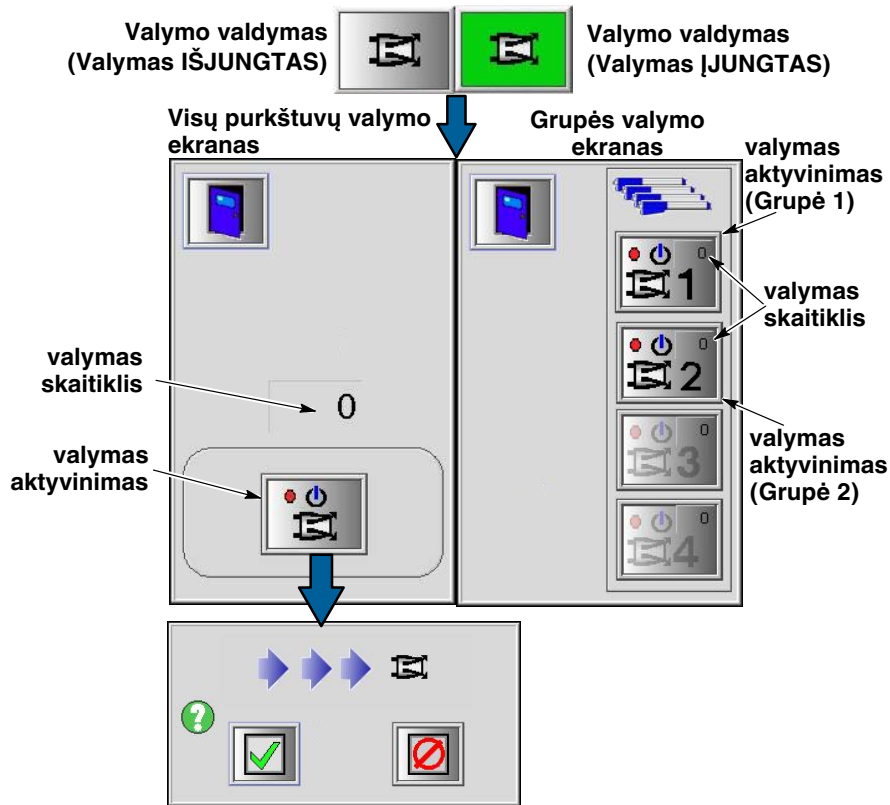 Valymo valdymas
(Valymas IŠJUNGTAS)
Valymo valdymas
(Valymas ĮJUNGTAS)
Visų purkštuvų valymo
ekranas
Grupės valymo
ekranas
valymas
aktyvinimas
(Grupė 1)
0
1
valymas
skaitiklis
0
2
valymas
skaitiklis
0
0
3
valymas
aktyvinimas
(Grupė 2)
valymas
aktyvinimas
0
4
?